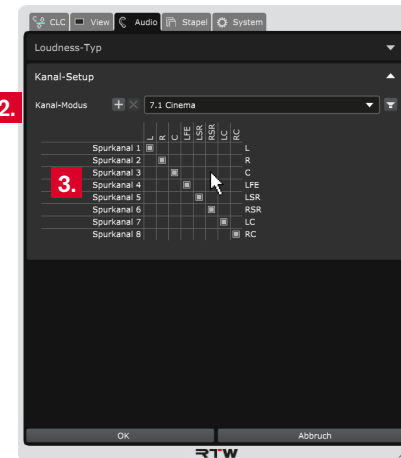 CLC View Audio Stapel System
Loudness-Typ
Kanal-Setup
2.
Kanal-Modus 7.1 Cinema
L R C LFE LSR RSR LC RC
Spurkanal 1 L
Spurkanal 2 R
3.
Spurkanal 3 C
Spurkanal 4 LFE
Spurkanal 5 LSR
Spurkanal 6 RSR
Spurkanal 7 LC
Spurkanal 8 RC
OK Abbruch
RTW